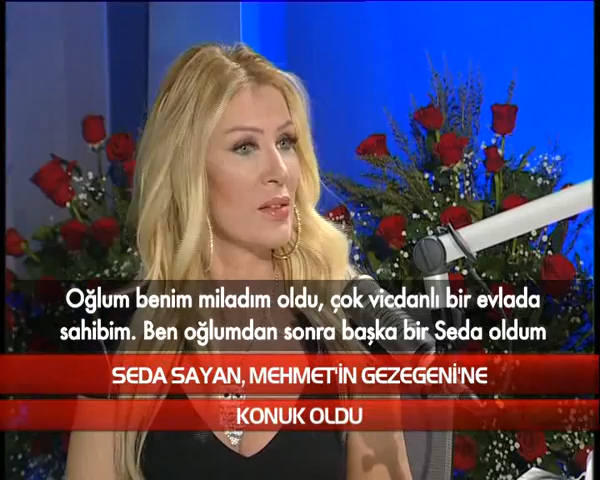 Oğlum benim miladım oldu, çok vicdanlı bir evlada
sahibim. Ben oğlumdan sonra başka bir Seda oldum
SEDA SAYAN, MEHMET'İN GEZEGENİ'NE
KONUK OLDU